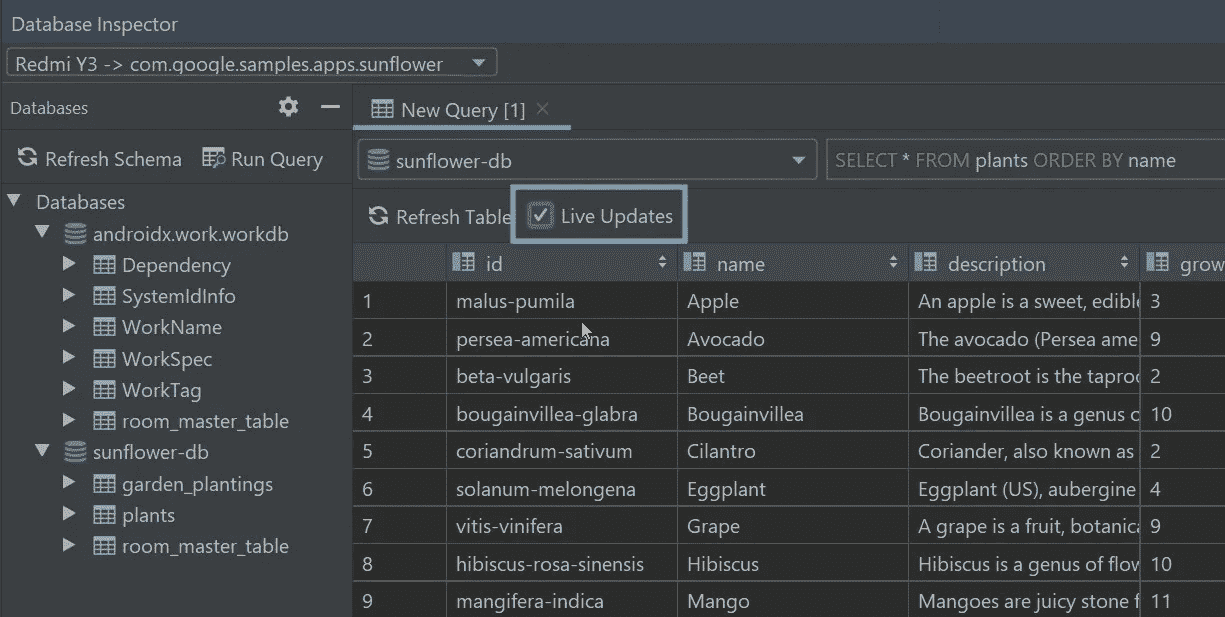 Database Inspector
Redmi Y3 -> com.google.samples.apps.sunflower
Databases
Refresh Schema Run Query
Databases
androidx.work.workdb
Dependency
SystemIdInfo
WorkName
WorkSpec
WorkTag
room_master_table
sunflower-db
garden_plantings
plants
room_master_table
New Query [1]
sunflower-db SELECT * FROM plants ORDER BY name
Refresh Table Live Updates
id name description grow
1 malus-pumila Apple An apple is a sweet, edibl 3
2 persea-americana Avocado The avocado (Persea ame 9
3 beta-vulgaris Beet The beetroot is the taproo 2
4 bougainvillea-glabra Bougainvillea Bougainvillea is a genus o 10
5 coriandrum-sativum Cilantro Coriander, also known as 2
6 solanum-melongena Eggplant Eggplant (US), aubergine 4
7 vitis-vinifera Grape A grape is a fruit, botanica 9
8 hibiscus-rosa-sinensis Hibiscus Hibiscus is a genus of flow 10
9 mangifera-indica Mango Mangoes are juicy stone f 11